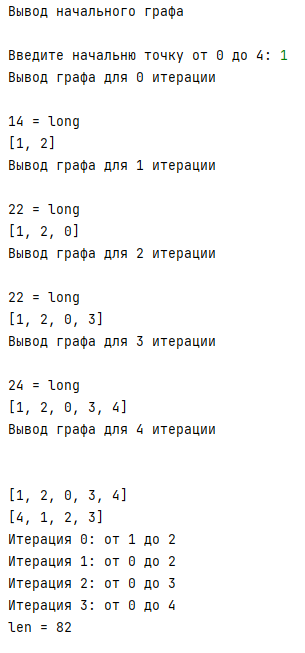 Вывод начального графа
Введите начальню точку от 0 до 4: 1
Вывод графа для 0 итерации
14 = long
[1, 2]
Вывод графа для 1 итерации
22 = long
[1, 2, 0]
Вывод графа для 2 итерации
22 = long
[1, 2, 0, 3]
Вывод графа для 3 итерации
24 = long
[1, 2, 0, 3, 4]
Вывод графа для 4 итерации
[1, 2, 0, 3, 4]
[4, 1, 2, 3]
Итерация 0: от 1 до 2
Итерация 1: от 0 до 2
Итерация 2: от 0 до 3
Итерация 3: от 0 до 4
len = 82